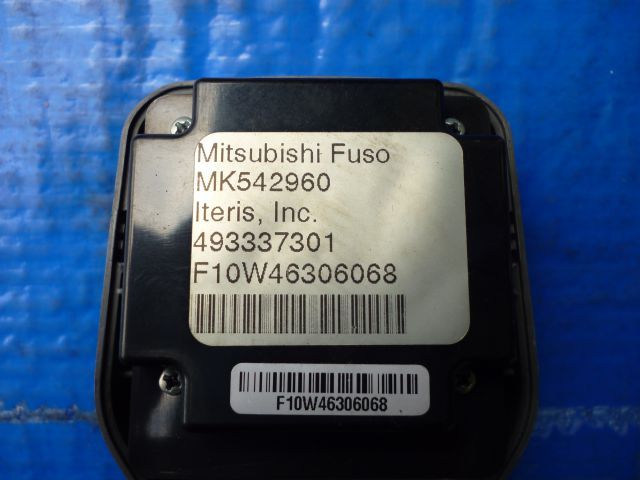 Mitsubishi Fuso
MK542960
Iteris, Inc.
493337301
F10W46306068
F10W46306068